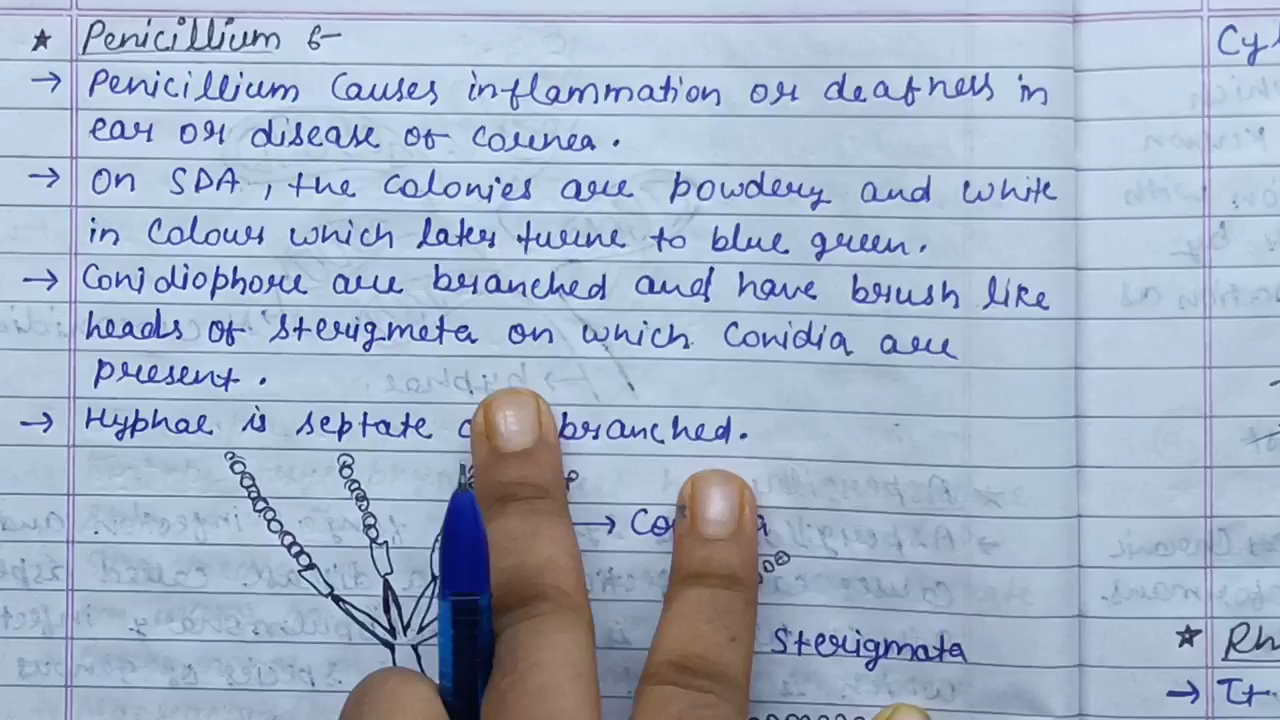 ★ Penicillium :-
→ Penicillium causes inflammation or deafness in
ear or disease of cornea.
→ On SDA, the colonies are powdery and white
in colour which later turne to blue green.
→ Conidiophore are branched and have brush like
heads of sterigmeta on which conidia are
present.
→ Hyphae is septate branched.
→
Sterigmata
★
→